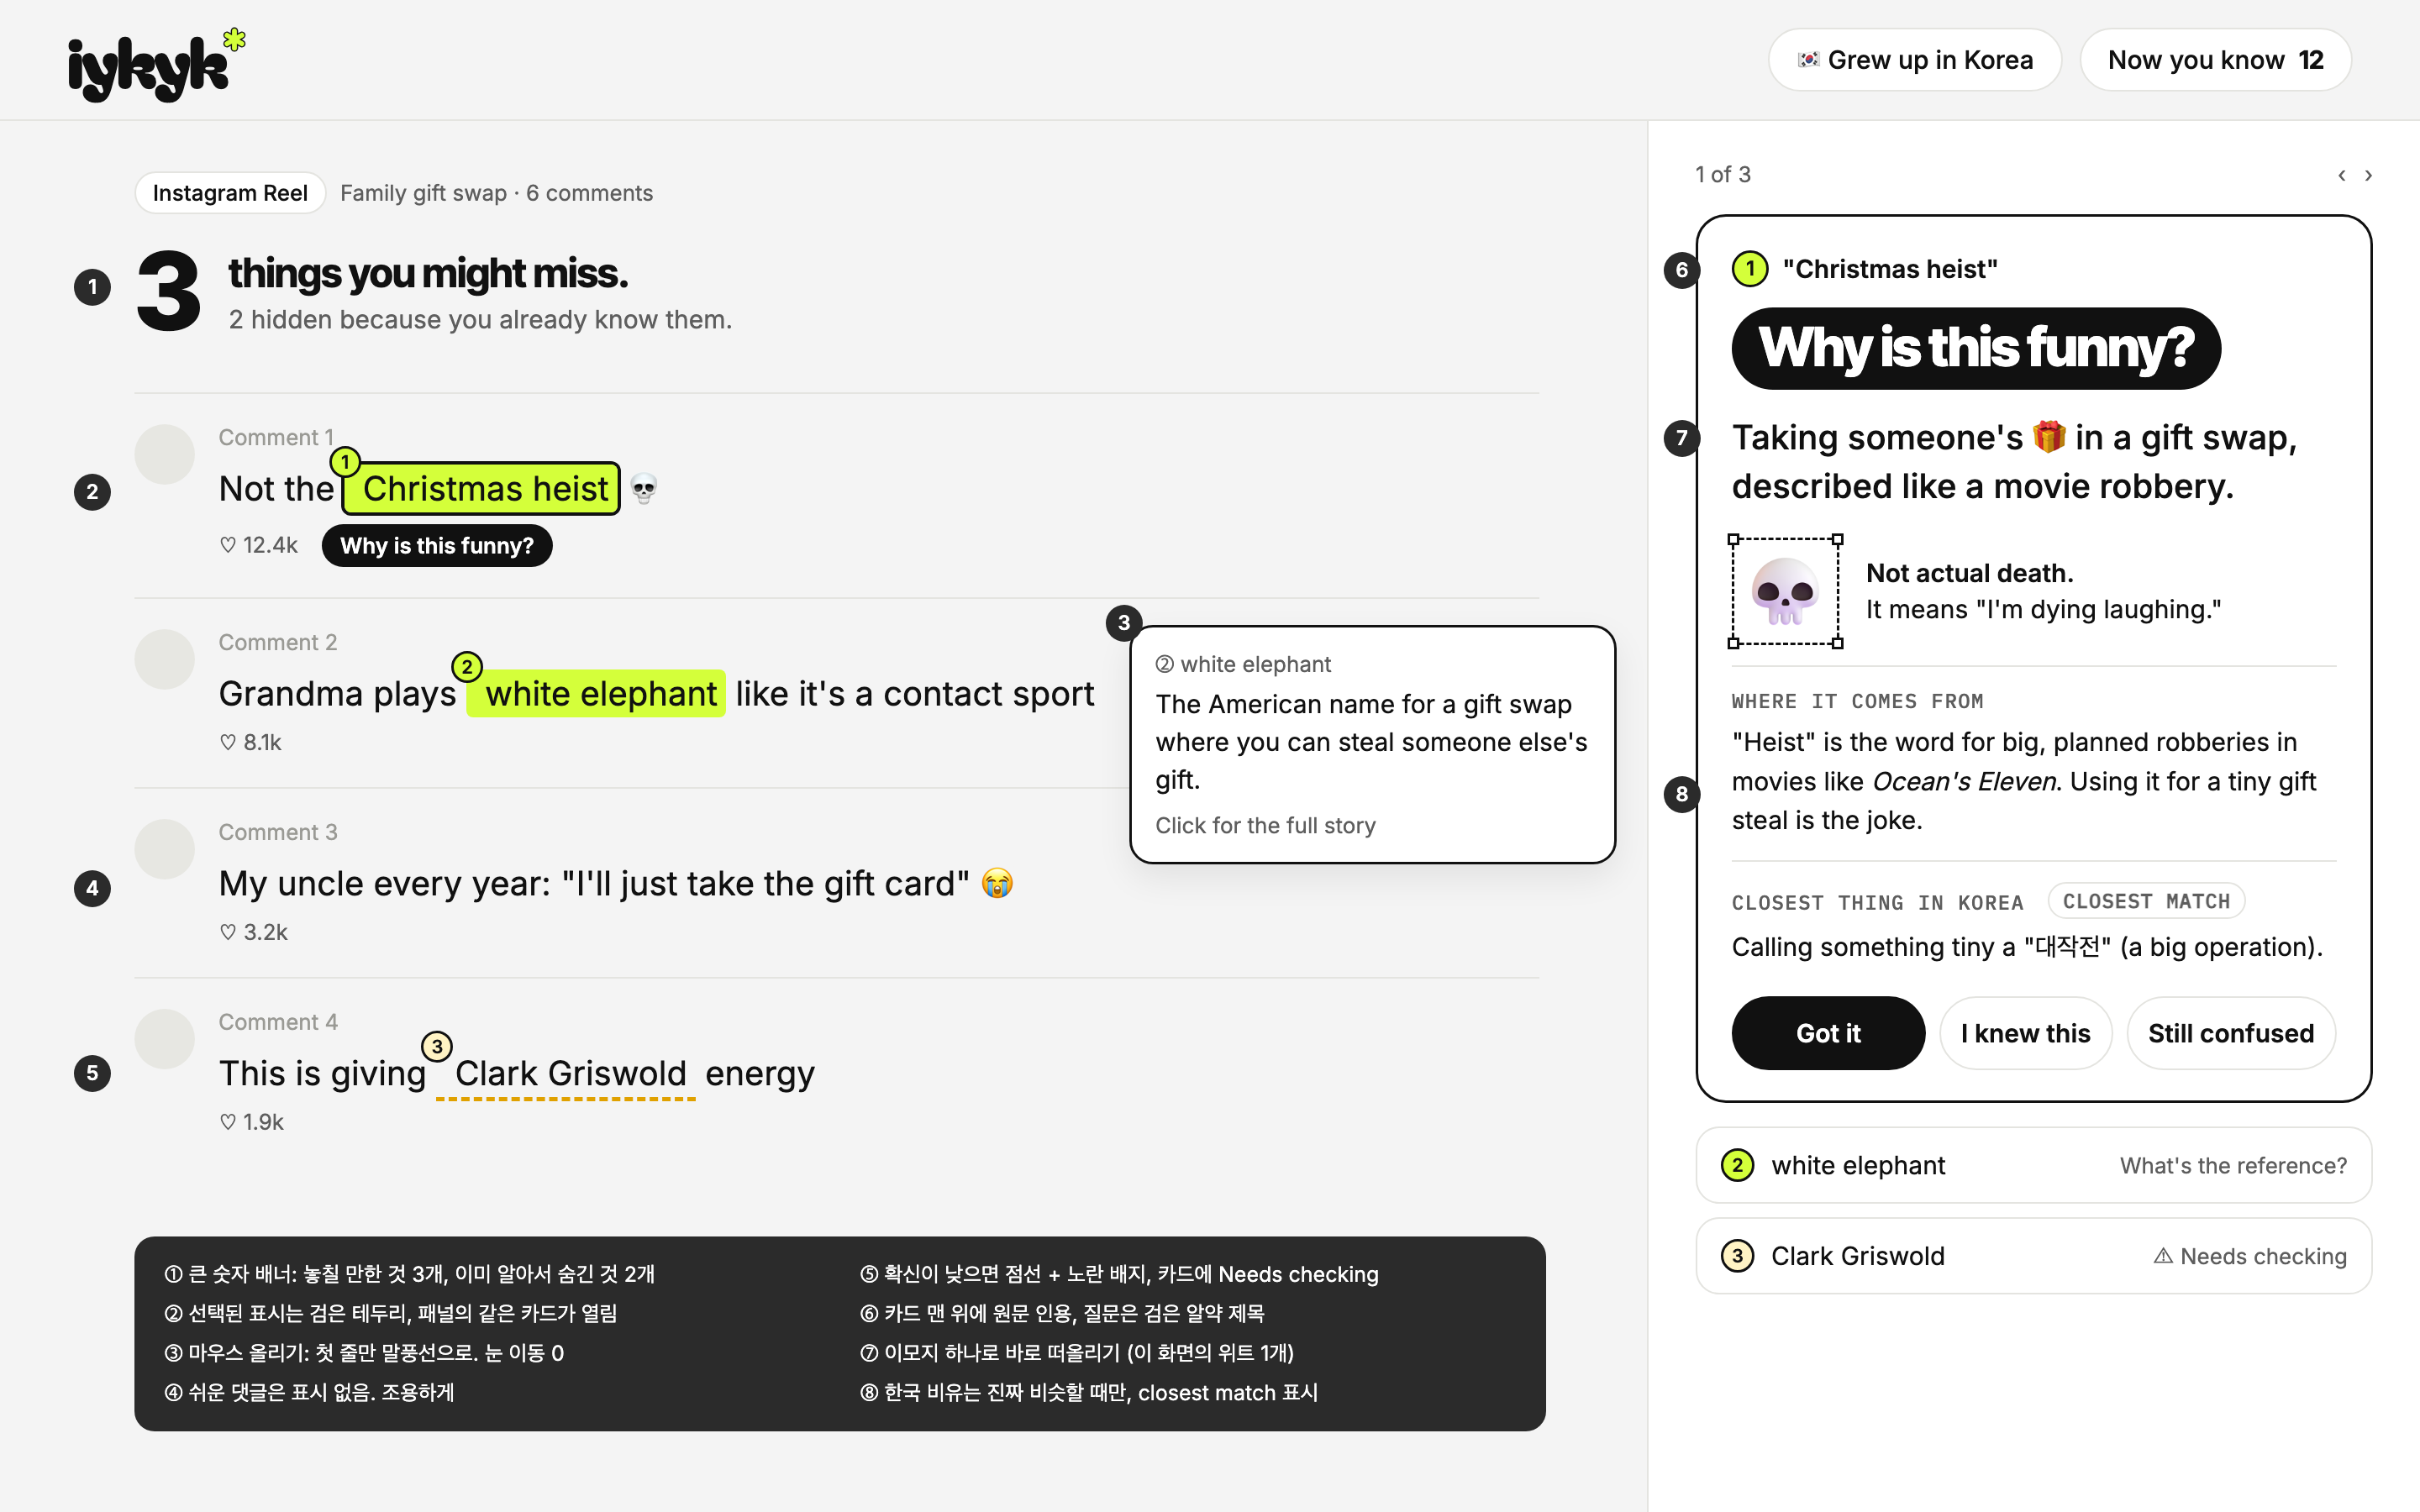 iykyk*
🇰🇷 Grew up in Korea
Now you know 12
Instagram Reel
Family gift swap · 6 comments
1
3
things you might miss.
2 hidden because you already know them.
Comment 1
2
Not the
1
Christmas heist 💀
♡ 12.4k
Why is this funny?
Comment 2
Grandma plays
2
white elephant
like it's a contact sport
♡ 8.1k
3
② white elephant
The American name for a gift swap
where you can steal someone else's
gift.
Click for the full story
Comment 3
4
My uncle every year: "I'll just take the gift card" 😭
♡ 3.2k
Comment 4
5
This is giving
3
Clark Griswold
energy
♡ 1.9k
① 큰 숫자 배너: 놓칠 만한 것 3개, 이미 알아서 숨긴 것 2개
② 선택된 표시는 검은 테두리, 패널의 같은 카드가 열림
③ 마우스 올리기: 첫 줄만 말풍선으로. 눈 이동 0
④ 쉬운 댓글은 표시 없음. 조용하게
⑤ 확신이 낮으면 점선 + 노란 배지, 카드에 Needs checking
⑥ 카드 맨 위에 원문 인용, 질문은 검은 알약 제목
⑦ 이모지 하나로 바로 떠올리기 (이 화면의 위트 1개)
⑧ 한국 비유는 진짜 비슷할 때만, closest match 표시
1 of 3
‹ ›
6
1
"Christmas heist"
Why is this funny?
7
Taking someone's 🎁 in a gift swap,
described like a movie robbery.
Not actual death.
It means "I'm dying laughing."
WHERE IT COMES FROM
"Heist" is the word for big, planned robberies in
8
movies like Ocean's Eleven. Using it for a tiny gift
steal is the joke.
CLOSEST THING IN KOREA
CLOSEST MATCH
Calling something tiny a "대작전" (a big operation).
Got it
I knew this
Still confused
2
white elephant
What's the reference?
3
Clark Griswold
⚠ Needs checking